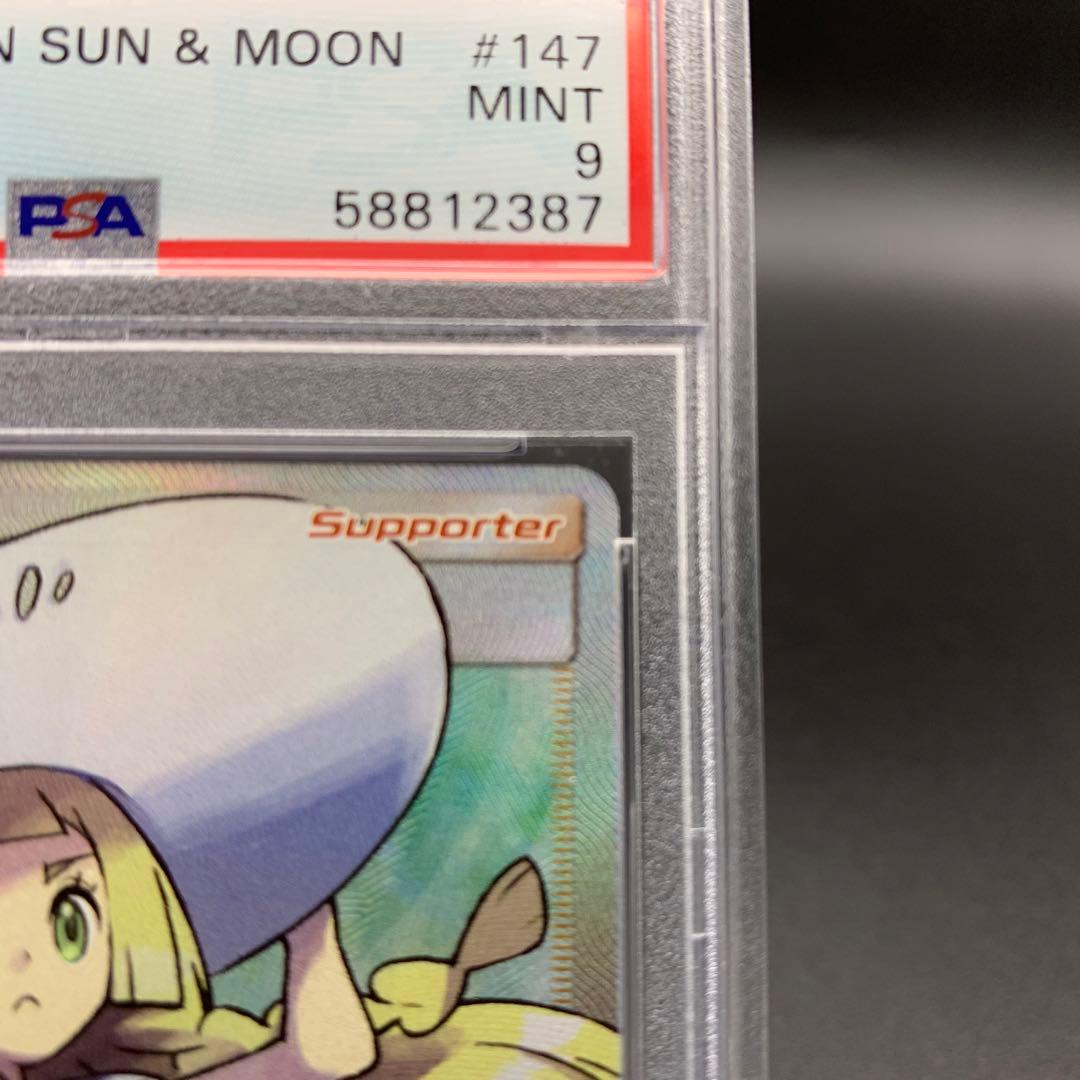 N SUN & MOON #147
MINT
9
PSA 58812387
Supporter